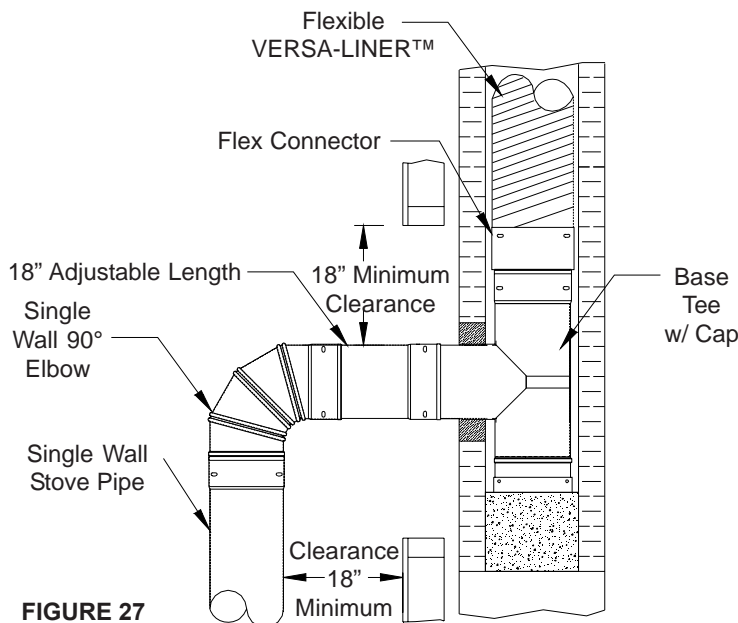 Flexible
VERSA-LINER™
Flex Connector
18” Adjustable Length
18” Minimum
Clearance
Single
Wall 90°
Elbow
Base
Tee
w/ Cap
Single Wall
Stove Pipe
Clearance
18”
Minimum
FIGURE 27